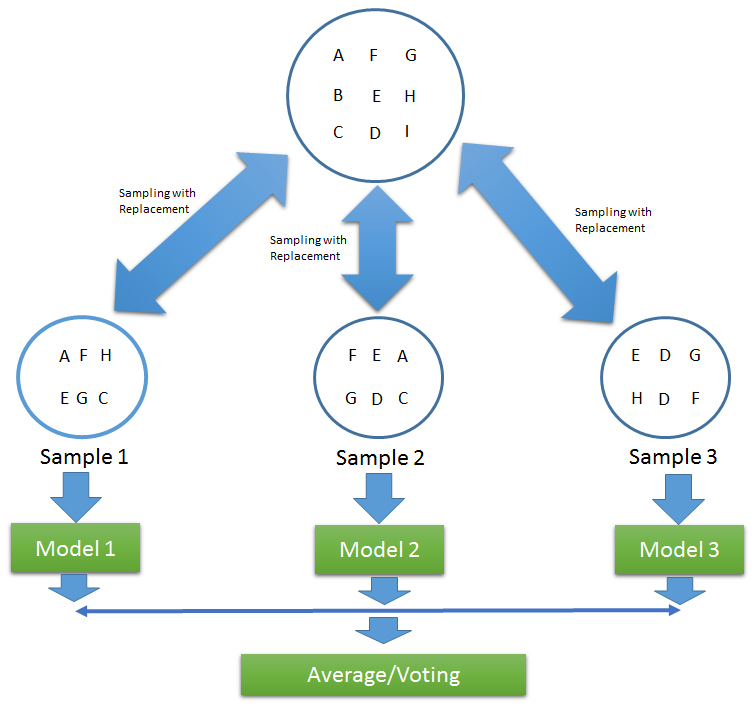 A F G
B E H
C D I
Sampling with
Replacement
Sampling with
Replacement
Sampling with
Replacement
A F H
E G C
Sample 1
F E A
G D C
Sample 2
E D G
H D F
Sample 3
Model 1
Model 2
Model 3
Average/Voting